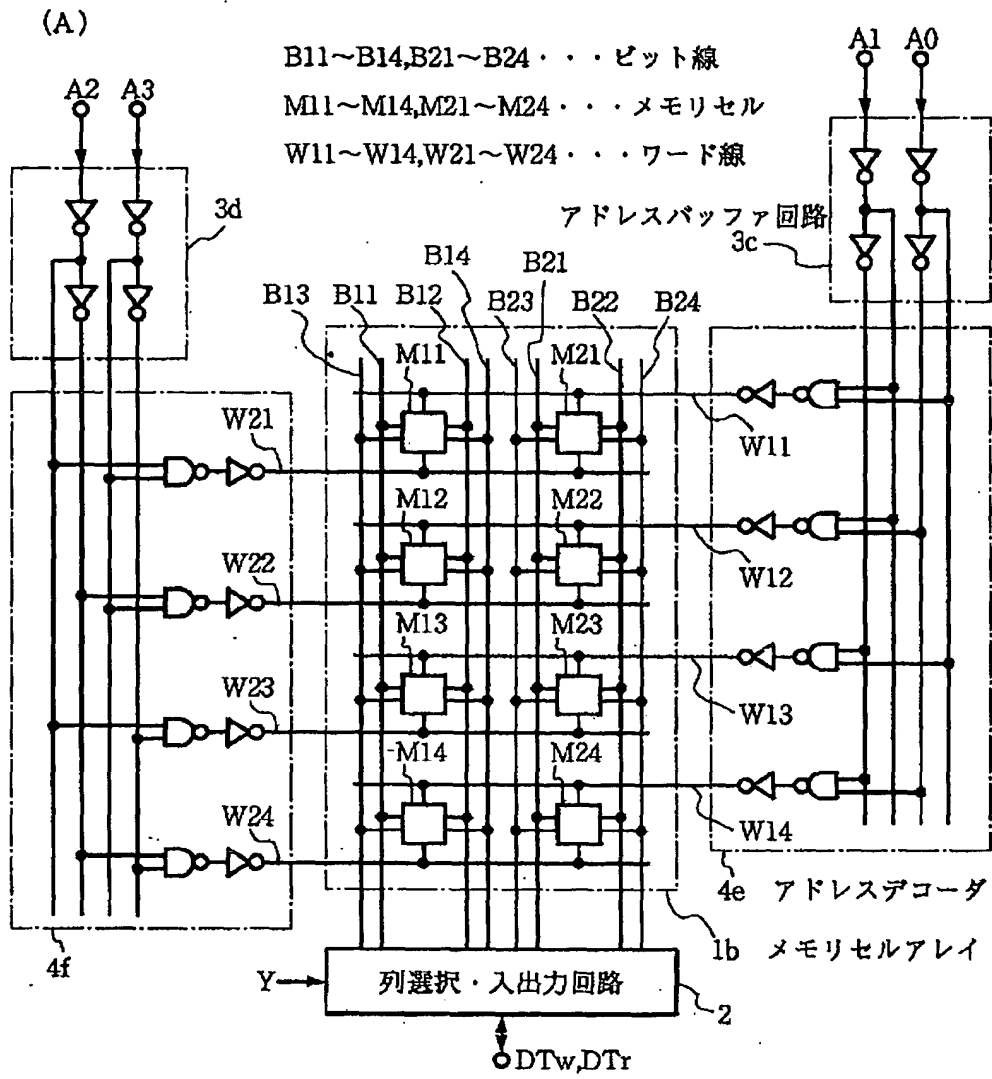 (A)
B11～B14,B21～B24・・・ビット線
M11～M14,M21～M24・・・メモリセル
W11～W14,W21～W24・・・ワード線
A1 A0
A2 A3
3d
アドレスバッファ回路
3c
B14 B21
B13 B11 B12 B23 B22 B24
M11 M21
W21
W11
M12 M22
W22
W12
M13 M23
W23
W13
M14 M24
W24
W14
4e アドレスデコーダ
4f
1b メモリセルアレイ
Y
列選択・入出力回路
2
DTw,DTr